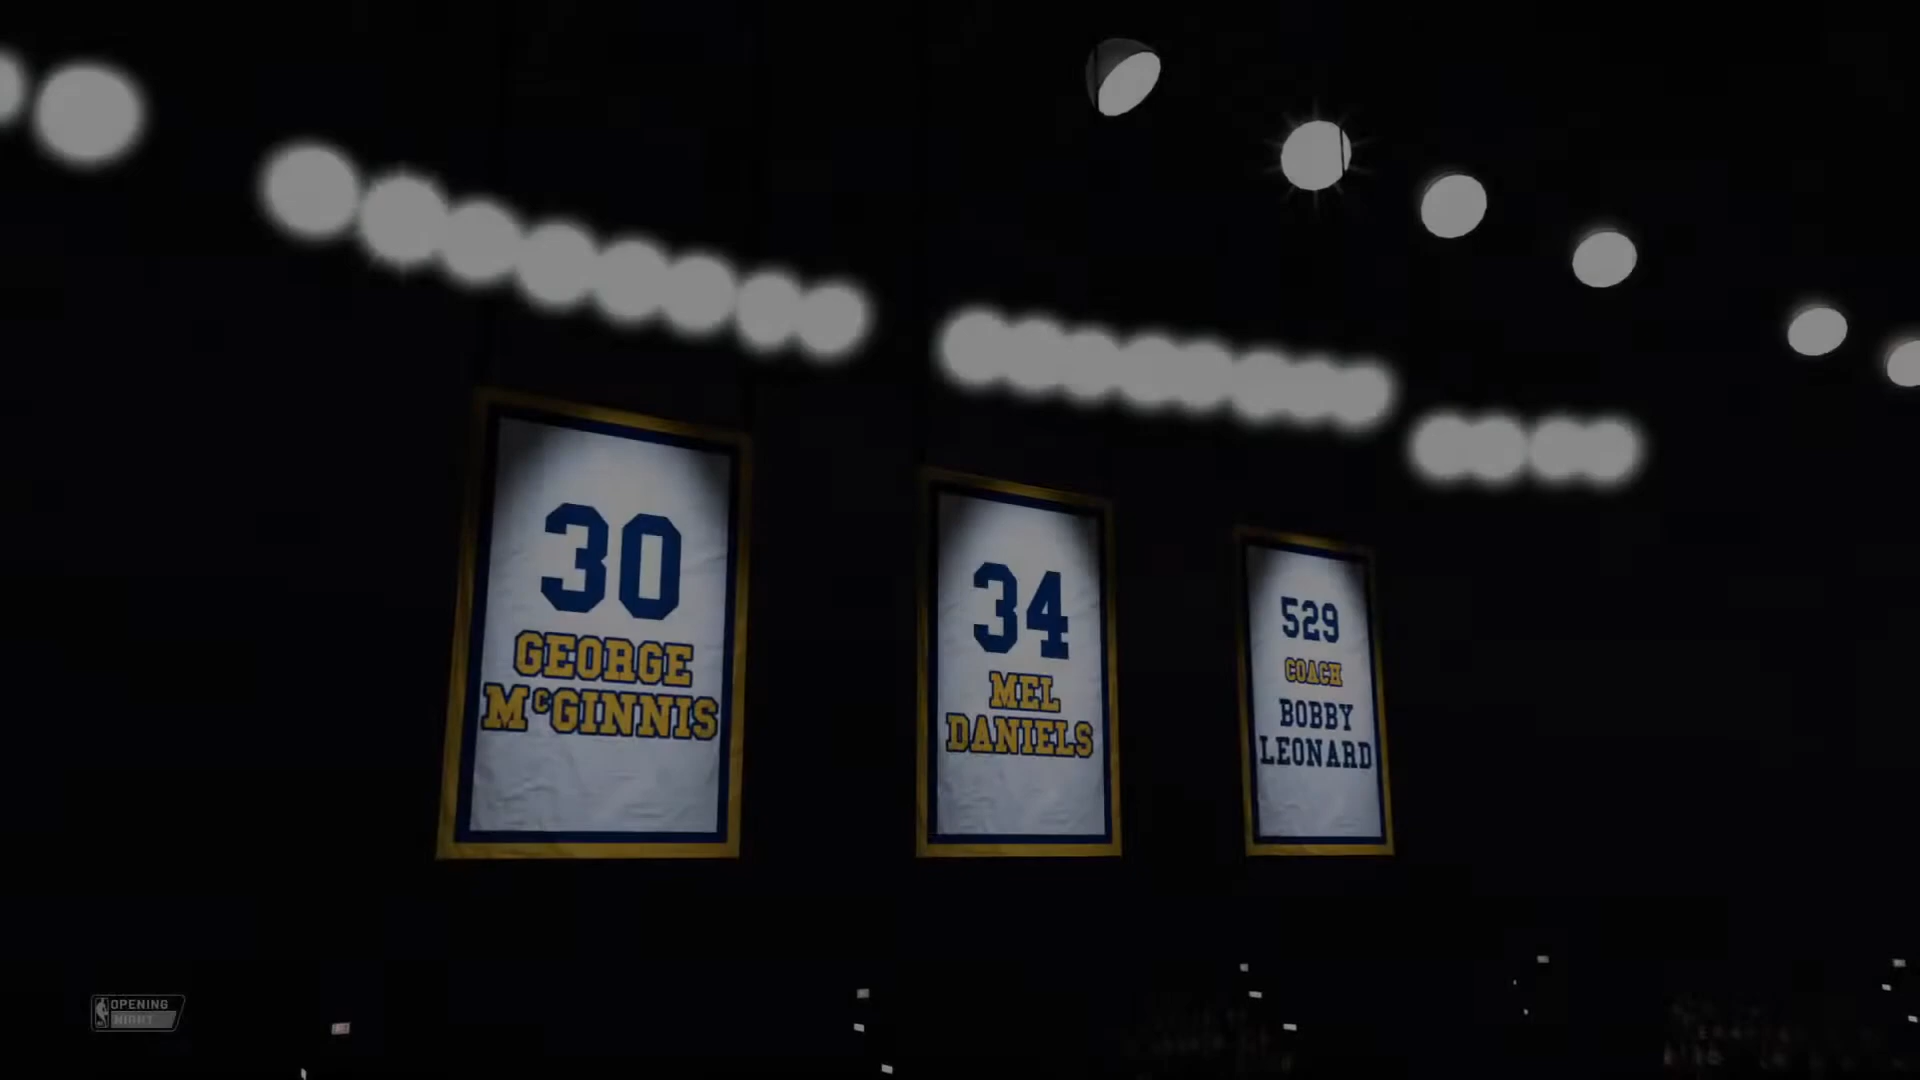 30
GEORGE
McGINNIS
34
MEL
DANIELS
529
COACH
BOBBY
LEONARD
OPENING
NIGHT